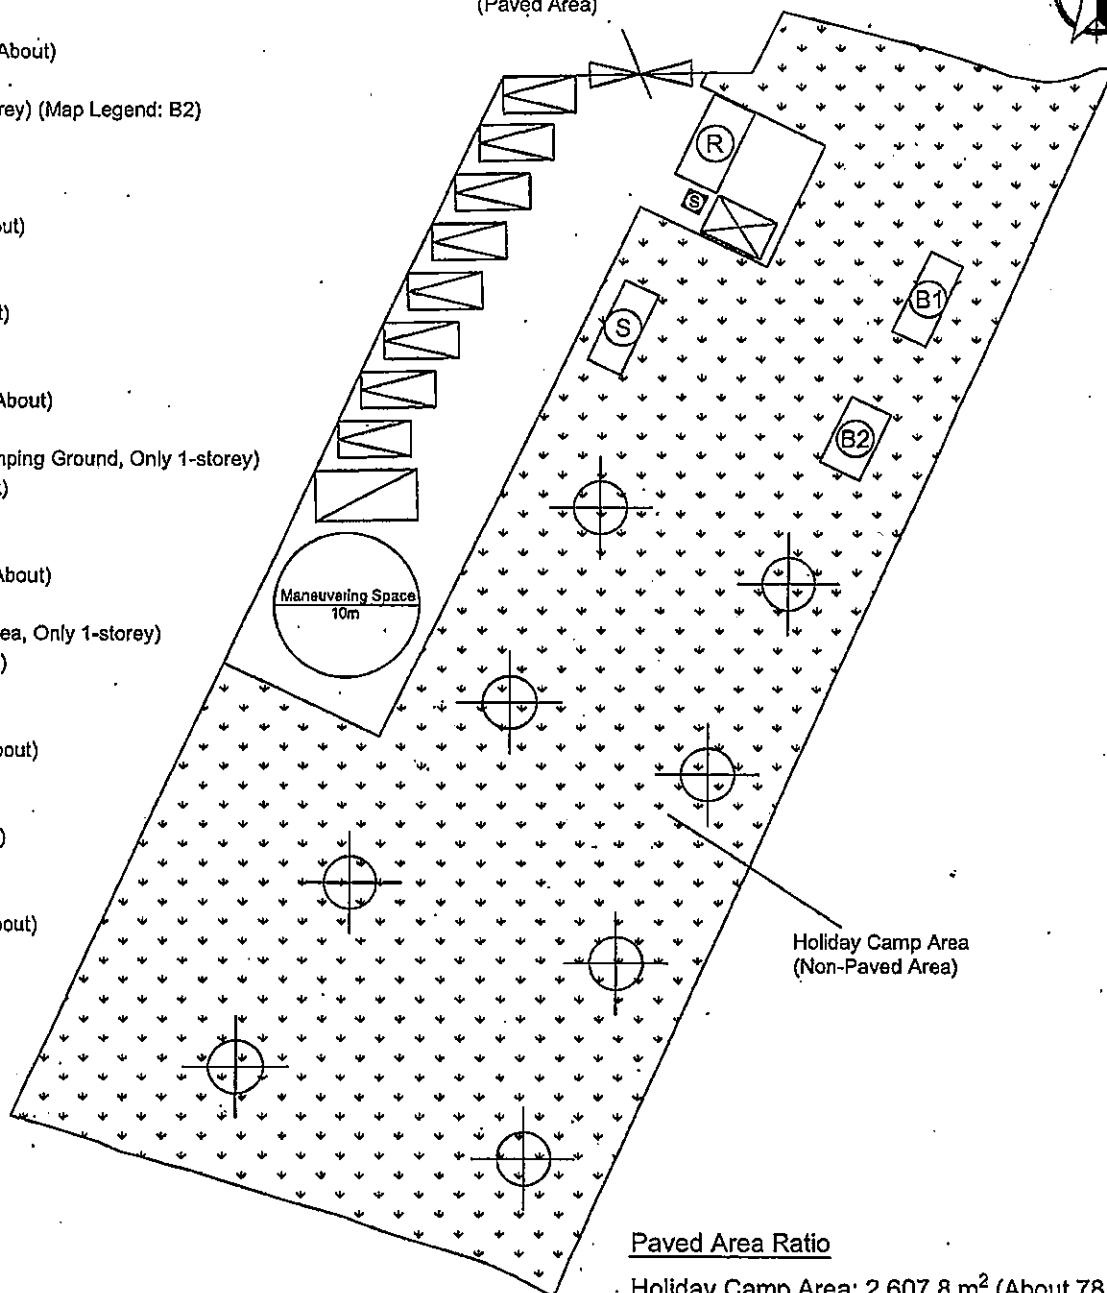 (Paved Area)
About)
rey) (Map Legend: B2)
R
S
out)
B1
t)
S
About)
B2
mping Ground, Only 1-storey)
)
About)
Maneuvering Space
10m
ea, Only 1-storey)
)
bout)
)
bout)
Holiday Camp Area
(Non-Paved Area)
Paved Area Ratio
Holiday Camp Area: 2,607.8 m² (About 78